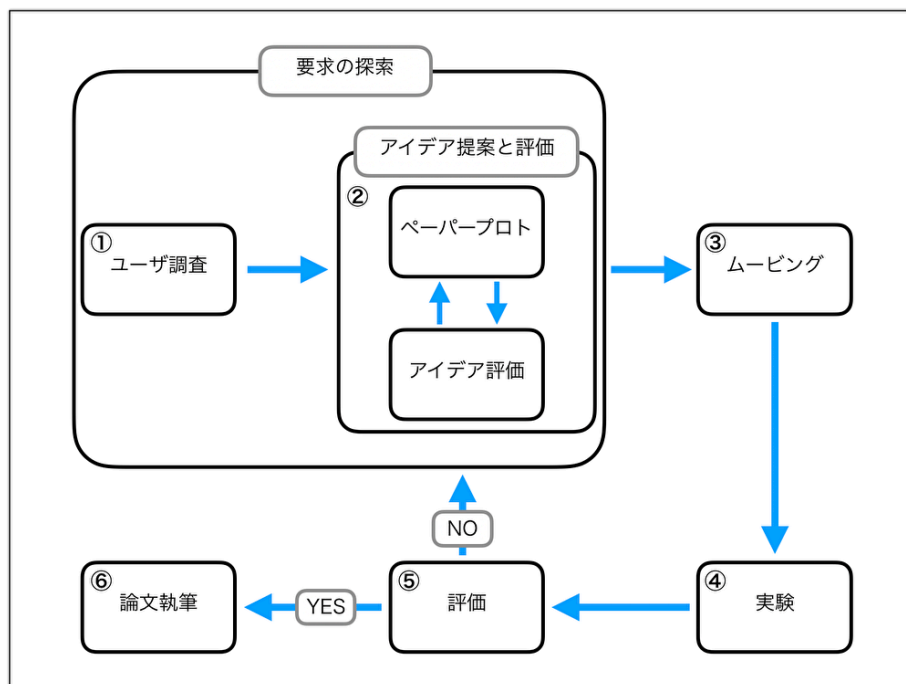 要求の探索
アイデア提案と評価
①
ユーザ調査
②
ペーパープロト
アイデア評価
③
ムービング
④
実験
⑤
評価
NO
YES
⑥
論文執筆